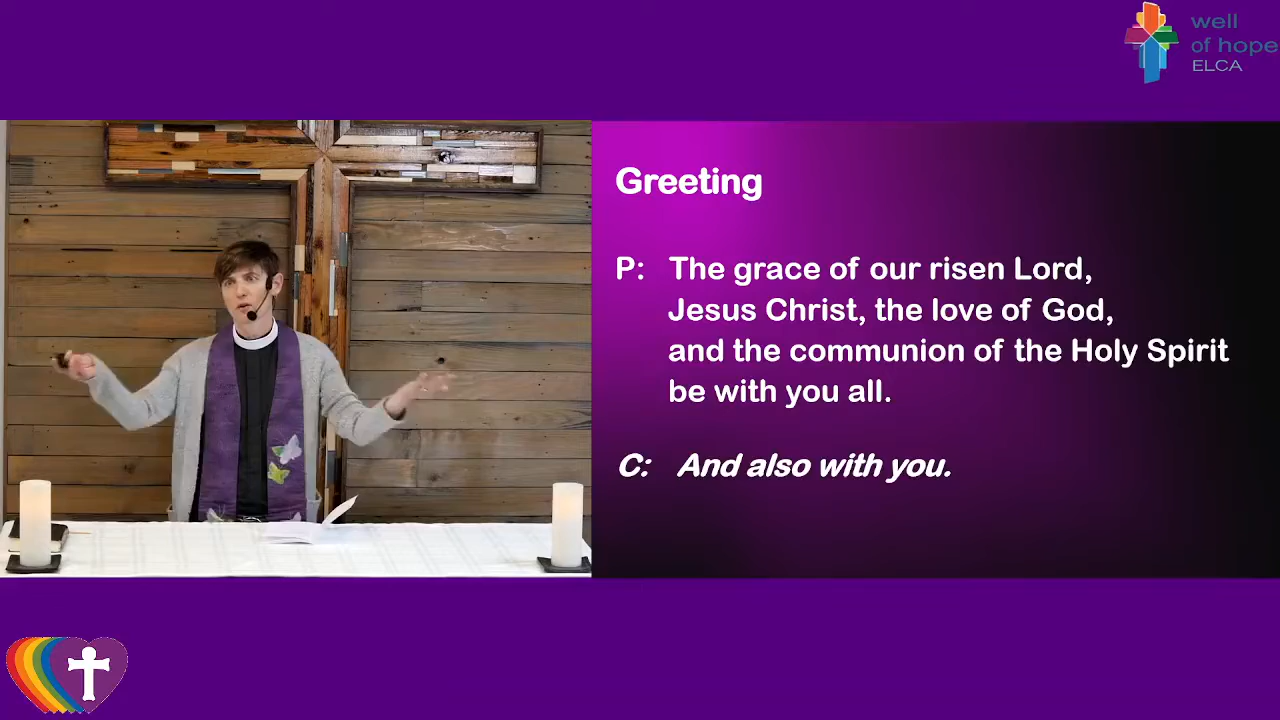 well
of hope
ELCA
Greeting
P: The grace of our risen Lord,
Jesus Christ, the love of God,
and the communion of the Holy Spirit
be with you all.
C: And also with you.